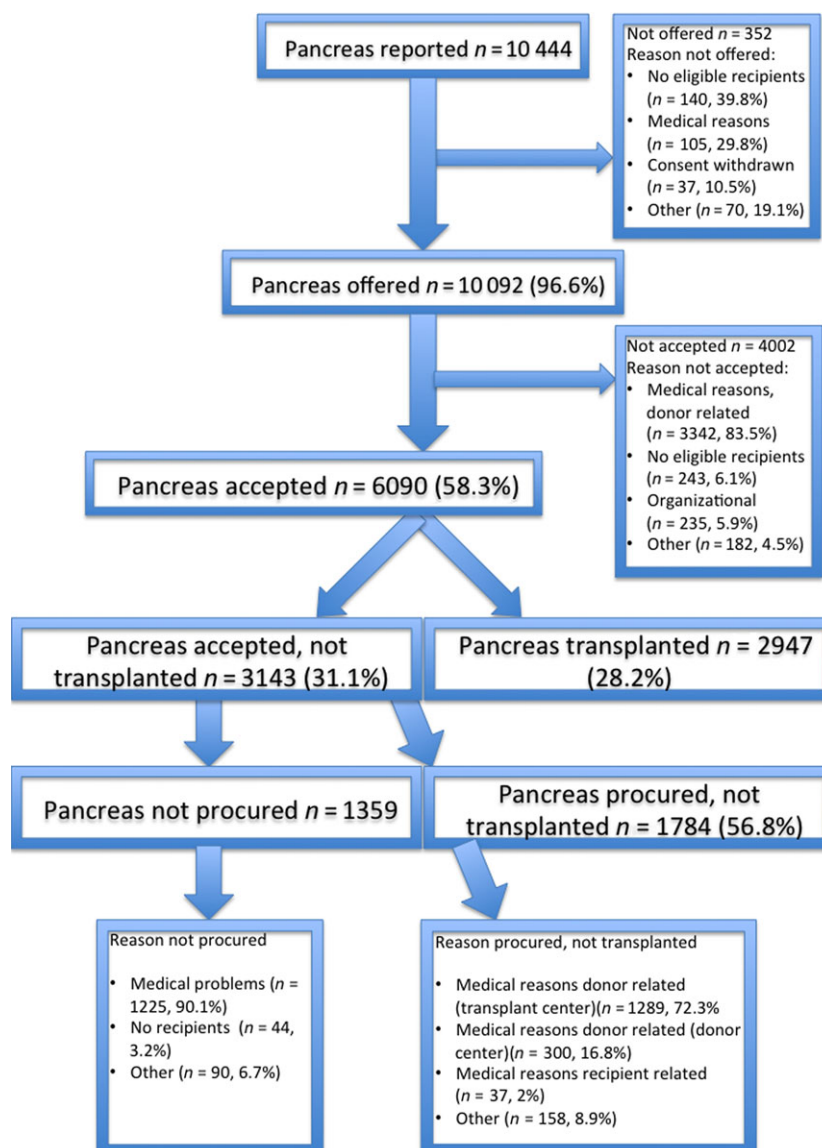 Pancreas reported n = 10 444
Not offered n = 352
Reason not offered:
• No eligible recipients
(n = 140, 39.8%)
• Medical reasons
(n = 105, 29.8%)
• Consent withdrawn
(n = 37, 10.5%)
• Other (n = 70, 19.1%)
Pancreas offered n = 10 092 (96.6%)
Not accepted n = 4002
Reason not accepted:
• Medical reasons,
donor related
(n = 3342, 83.5%)
• No eligible recipients
(n = 243, 6.1%)
• Organizational
(n = 235, 5.9%)
• Other (n = 182, 4.5%)
Pancreas accepted n = 6090 (58.3%)
Pancreas accepted, not
transplanted n = 3143 (31.1%)
Pancreas transplanted n = 2947
(28.2%)
Pancreas not procured n = 1359
Pancreas procured, not
transplanted n = 1784 (56.8%)
Reason not procured
• Medical problems (n =
1225, 90.1%)
• No recipients (n = 44,
3.2%)
• Other (n = 90, 6.7%)
Reason procured, not transplanted
• Medical reasons donor related
(transplant center)(n = 1289, 72.3%
• Medical reasons donor related (donor
center)(n = 300, 16.8%)
• Medical reasons recipient related
(n = 37, 2%)
• Other (n = 158, 8.9%)